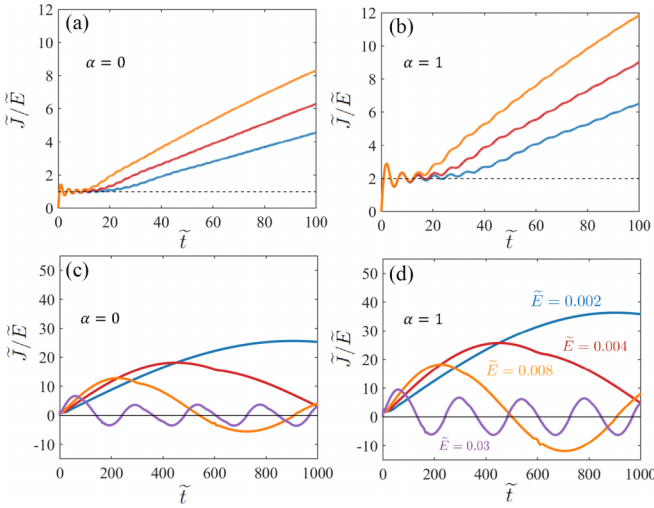 (a)
α = 0
J̃/Ẽ
12
10
8
6
4
2
0
0 20 40 60 80 100
t̃
(b)
α = 1
J̃/Ẽ
12
10
8
6
4
2
0
0 20 40 60 80 100
t̃
(c)
α = 0
J̃/Ẽ
50
40
30
20
10
0
-10
0 200 400 600 800 1000
t̃
(d)
α = 1
Ẽ = 0.002
Ẽ = 0.004
Ẽ = 0.008
Ẽ = 0.03
J̃/Ẽ
50
40
30
20
10
0
-10
0 200 400 600 800 1000
t̃